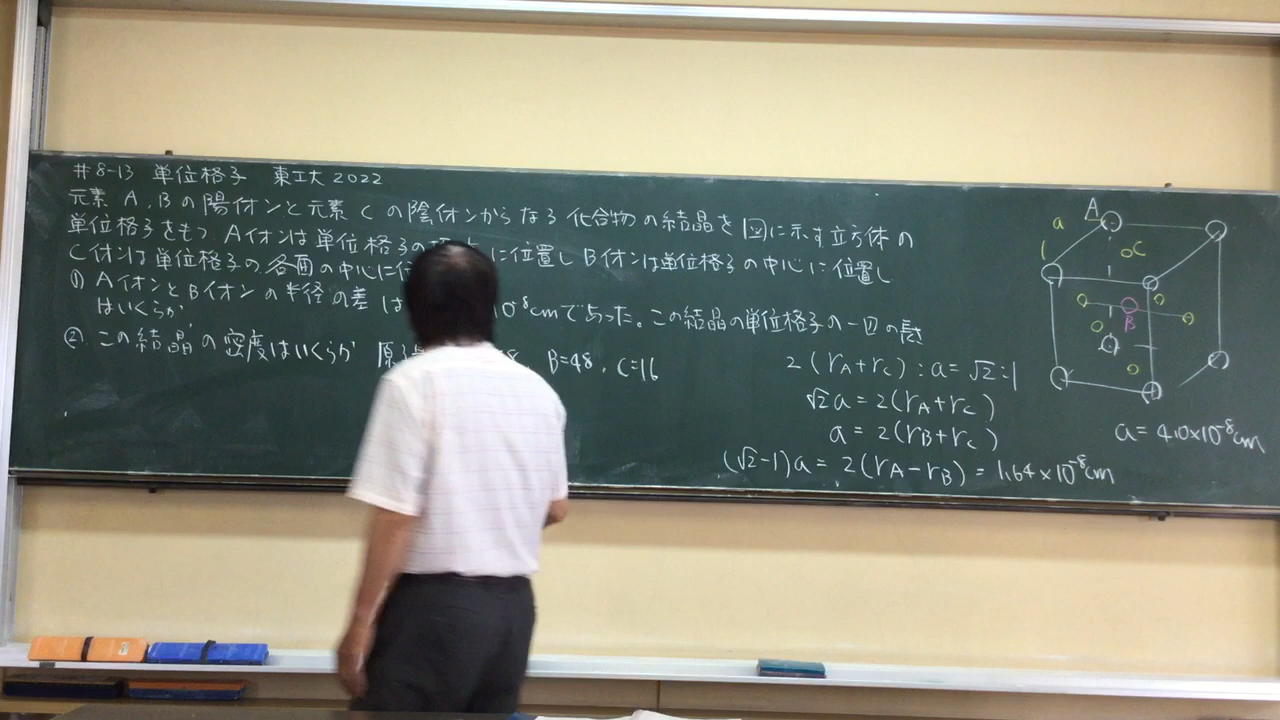 #8-13 単位格子 東工大 2022
元素 A, Bの陽イオンと元素 Cの陰イオンからなる化合物の結晶を図に示す立方体の
単位格子をもつ Aイオンは単位格子の に位置し Bイオンは単位格子の中心に位置し
Cイオンは単位格子の各面の中心に
(1) AイオンとBイオンの半径の差は 10⁻⁸cmであった。この結晶の単位格子の一辺の長さ
はいくらか
(2) この結晶の密度はいくらか B=48, C=16
2(rA+rC):a=√2:1
√2a=2(rA+rC)
a=2(rB+rC)
(√2-1)a=2(rA-rB)=1.64×10⁻⁸cm
A
a
C
B
a=4.0×10⁻⁸cm